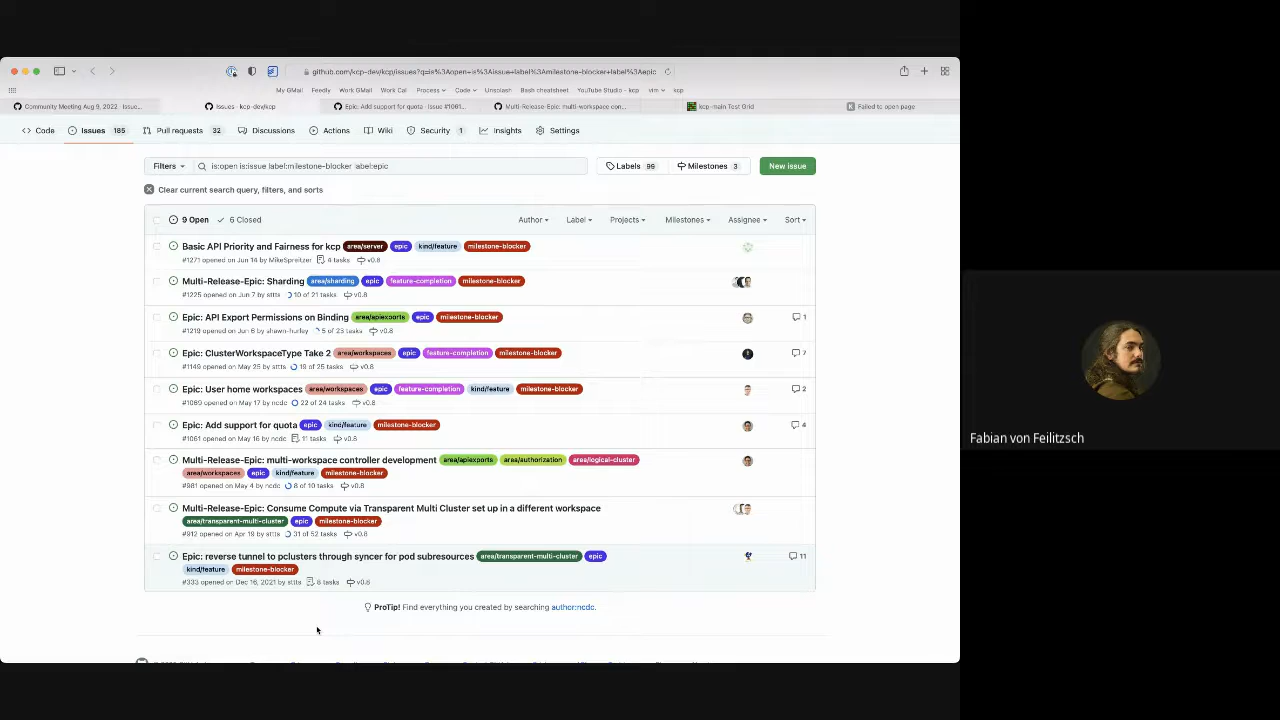 github.com/kcp-dev/kcp/issues?q=is%3Aopen+is%3Aissue+label%3Amilestone-blocker+label%3Aepic
My GMail Feedly Work GMail Work Cal Process Code Unsplash Bash cheatsheet YouTube Studio - kcp vim kcp
Community Meeting Aug 9, 2022 · Issue... Issues · kcp-dev/kcp Epic: Add support for quota · Issue #1061... Multi-Release-Epic: multi-workspace con... kcp-main Test Grid Failed to open page
Code Issues 185 Pull requests 32 Discussions Actions Wiki Security 1 Insights Settings
Filters is:open is:issue label:milestone-blocker label:epic Labels 99 Milestones 3 New issue
Clear current search query, filters, and sorts
9 Open 6 Closed Author Label Projects Milestones Assignee Sort
Basic API Priority and Fairness for kcp area/server epic kind/feature milestone-blocker
#1271 opened on Jun 14 by MikeSpreitzer 4 tasks v0.8
Multi-Release-Epic: Sharding area/sharding epic feature-completion milestone-blocker
#1225 opened on Jun 7 by sttts 10 of 21 tasks v0.8
Epic: API Export Permissions on Binding area/apiexports epic milestone-blocker 1
#1219 opened on Jun 6 by shawn-hurley 5 of 23 tasks v0.8
Epic: ClusterWorkspaceType Take 2 area/workspaces epic feature-completion milestone-blocker 7
#1149 opened on May 25 by sttts 19 of 25 tasks v0.8
Epic: User home workspaces area/workspaces epic feature-completion kind/feature milestone-blocker 2
#1069 opened on May 17 by ncdc 22 of 24 tasks v0.8
Epic: Add support for quota epic kind/feature milestone-blocker 4
#1061 opened on May 16 by ncdc 11 tasks v0.8
Multi-Release-Epic: multi-workspace controller development area/apiexports area/authorization area/logical-cluster
area/workspaces epic kind/feature milestone-blocker
#981 opened on May 4 by ncdc 8 of 10 tasks v0.8
Multi-Release-Epic: Consume Compute via Transparent Multi Cluster set up in a different workspace
area/transparent-multi-cluster epic milestone-blocker
#912 opened on Apr 19 by sttts 31 of 52 tasks v0.8
Epic: reverse tunnel to pclusters through syncer for pod subresources area/transparent-multi-cluster epic 11
kind/feature milestone-blocker
#333 opened on Dec 16, 2021 by sttts 8 tasks v0.8
ProTip! Find everything you created by searching author:ncdc.
Fabian von Feilitzsch